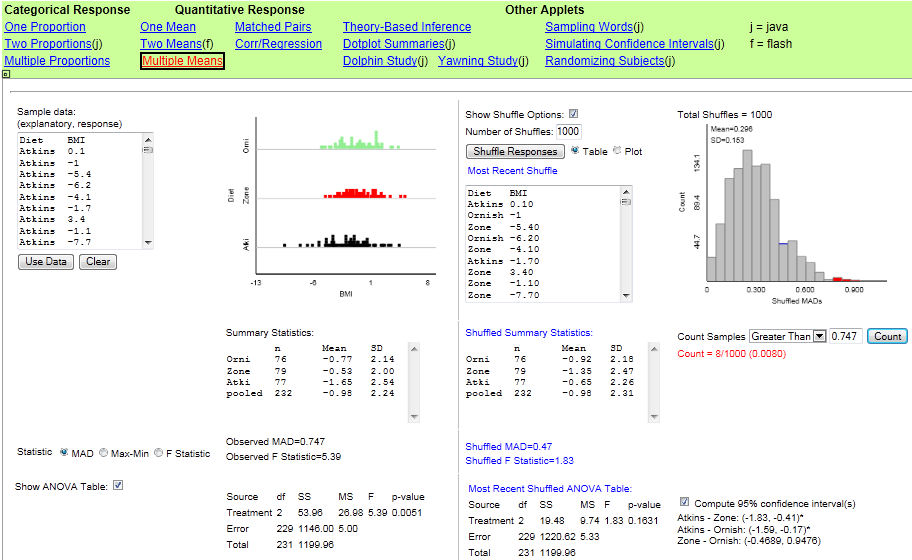 Categorical Response Quantitative Response Other Applets
One Proportion One Mean Matched Pairs Theory-Based Inference Sampling Words(j) j = java
Two Proportions(j) Two Means(f) Corr/Regression Dotplot Summaries(j) Simulating Confidence Intervals(j) f = flash
Multiple Proportions Multiple Means Dolphin Study(j) Yawning Study(j) Randomizing Subjects(j)
Sample data:
(explanatory, response)
Diet BMI
Atkins 0.1
Atkins -1
Atkins -5.4
Atkins -6.2
Atkins -4.1
Atkins -1.7
Atkins 3.4
Atkins -1.1
Atkins -7.7
Use Data Clear
Orni
Zone
Atki
Diet
-13 -6 1 8
BMI
Summary Statistics:
n Mean SD
Orni 76 -0.77 2.14
Zone 79 -0.53 2.00
Atki 77 -1.65 2.54
pooled 232 -0.98 2.24
Observed MAD=0.747
Observed F Statistic=5.39
Statistic MAD Max-Min F Statistic
Show ANOVA Table:
Source df SS MS F p-value
Treatment 2 53.96 26.98 5.39 0.0051
Error 229 1146.00 5.00
Total 231 1199.96
Show Shuffle Options:
Number of Shuffles: 1000
Shuffle Responses Table Plot
Most Recent Shuffle
Diet BMI
Atkins 0.10
Ornish -1
Zone -5.40
Ornish -6.20
Zone -4.10
Atkins -1.70
Zone 3.40
Zone -1.10
Zone -7.70
Shuffled Summary Statistics:
n Mean SD
Orni 76 -0.92 2.18
Zone 79 -1.35 2.47
Atki 77 -0.65 2.26
pooled 232 -0.98 2.31
Shuffled MAD=0.47
Shuffled F Statistic=1.83
Most Recent Shuffled ANOVA Table:
Source df SS MS F p-value
Treatment 2 19.48 9.74 1.83 0.1631
Error 229 1220.62 5.33
Total 231 1199.96
Total Shuffles = 1000
Mean=0.296
SD=0.153
134.1
89.4
44.7
Count
0 0.300 0.600 0.900
Shuffled MADs
Count Samples Greater Than 0.747 Count
Count = 8/1000 (0.0080)
Compute 95% confidence interval(s)
Atkins - Zone: (-1.83, -0.41)*
Atkins - Ornish: (-1.59, -0.17)*
Zone - Ornish: (-0.4689, 0.9476)